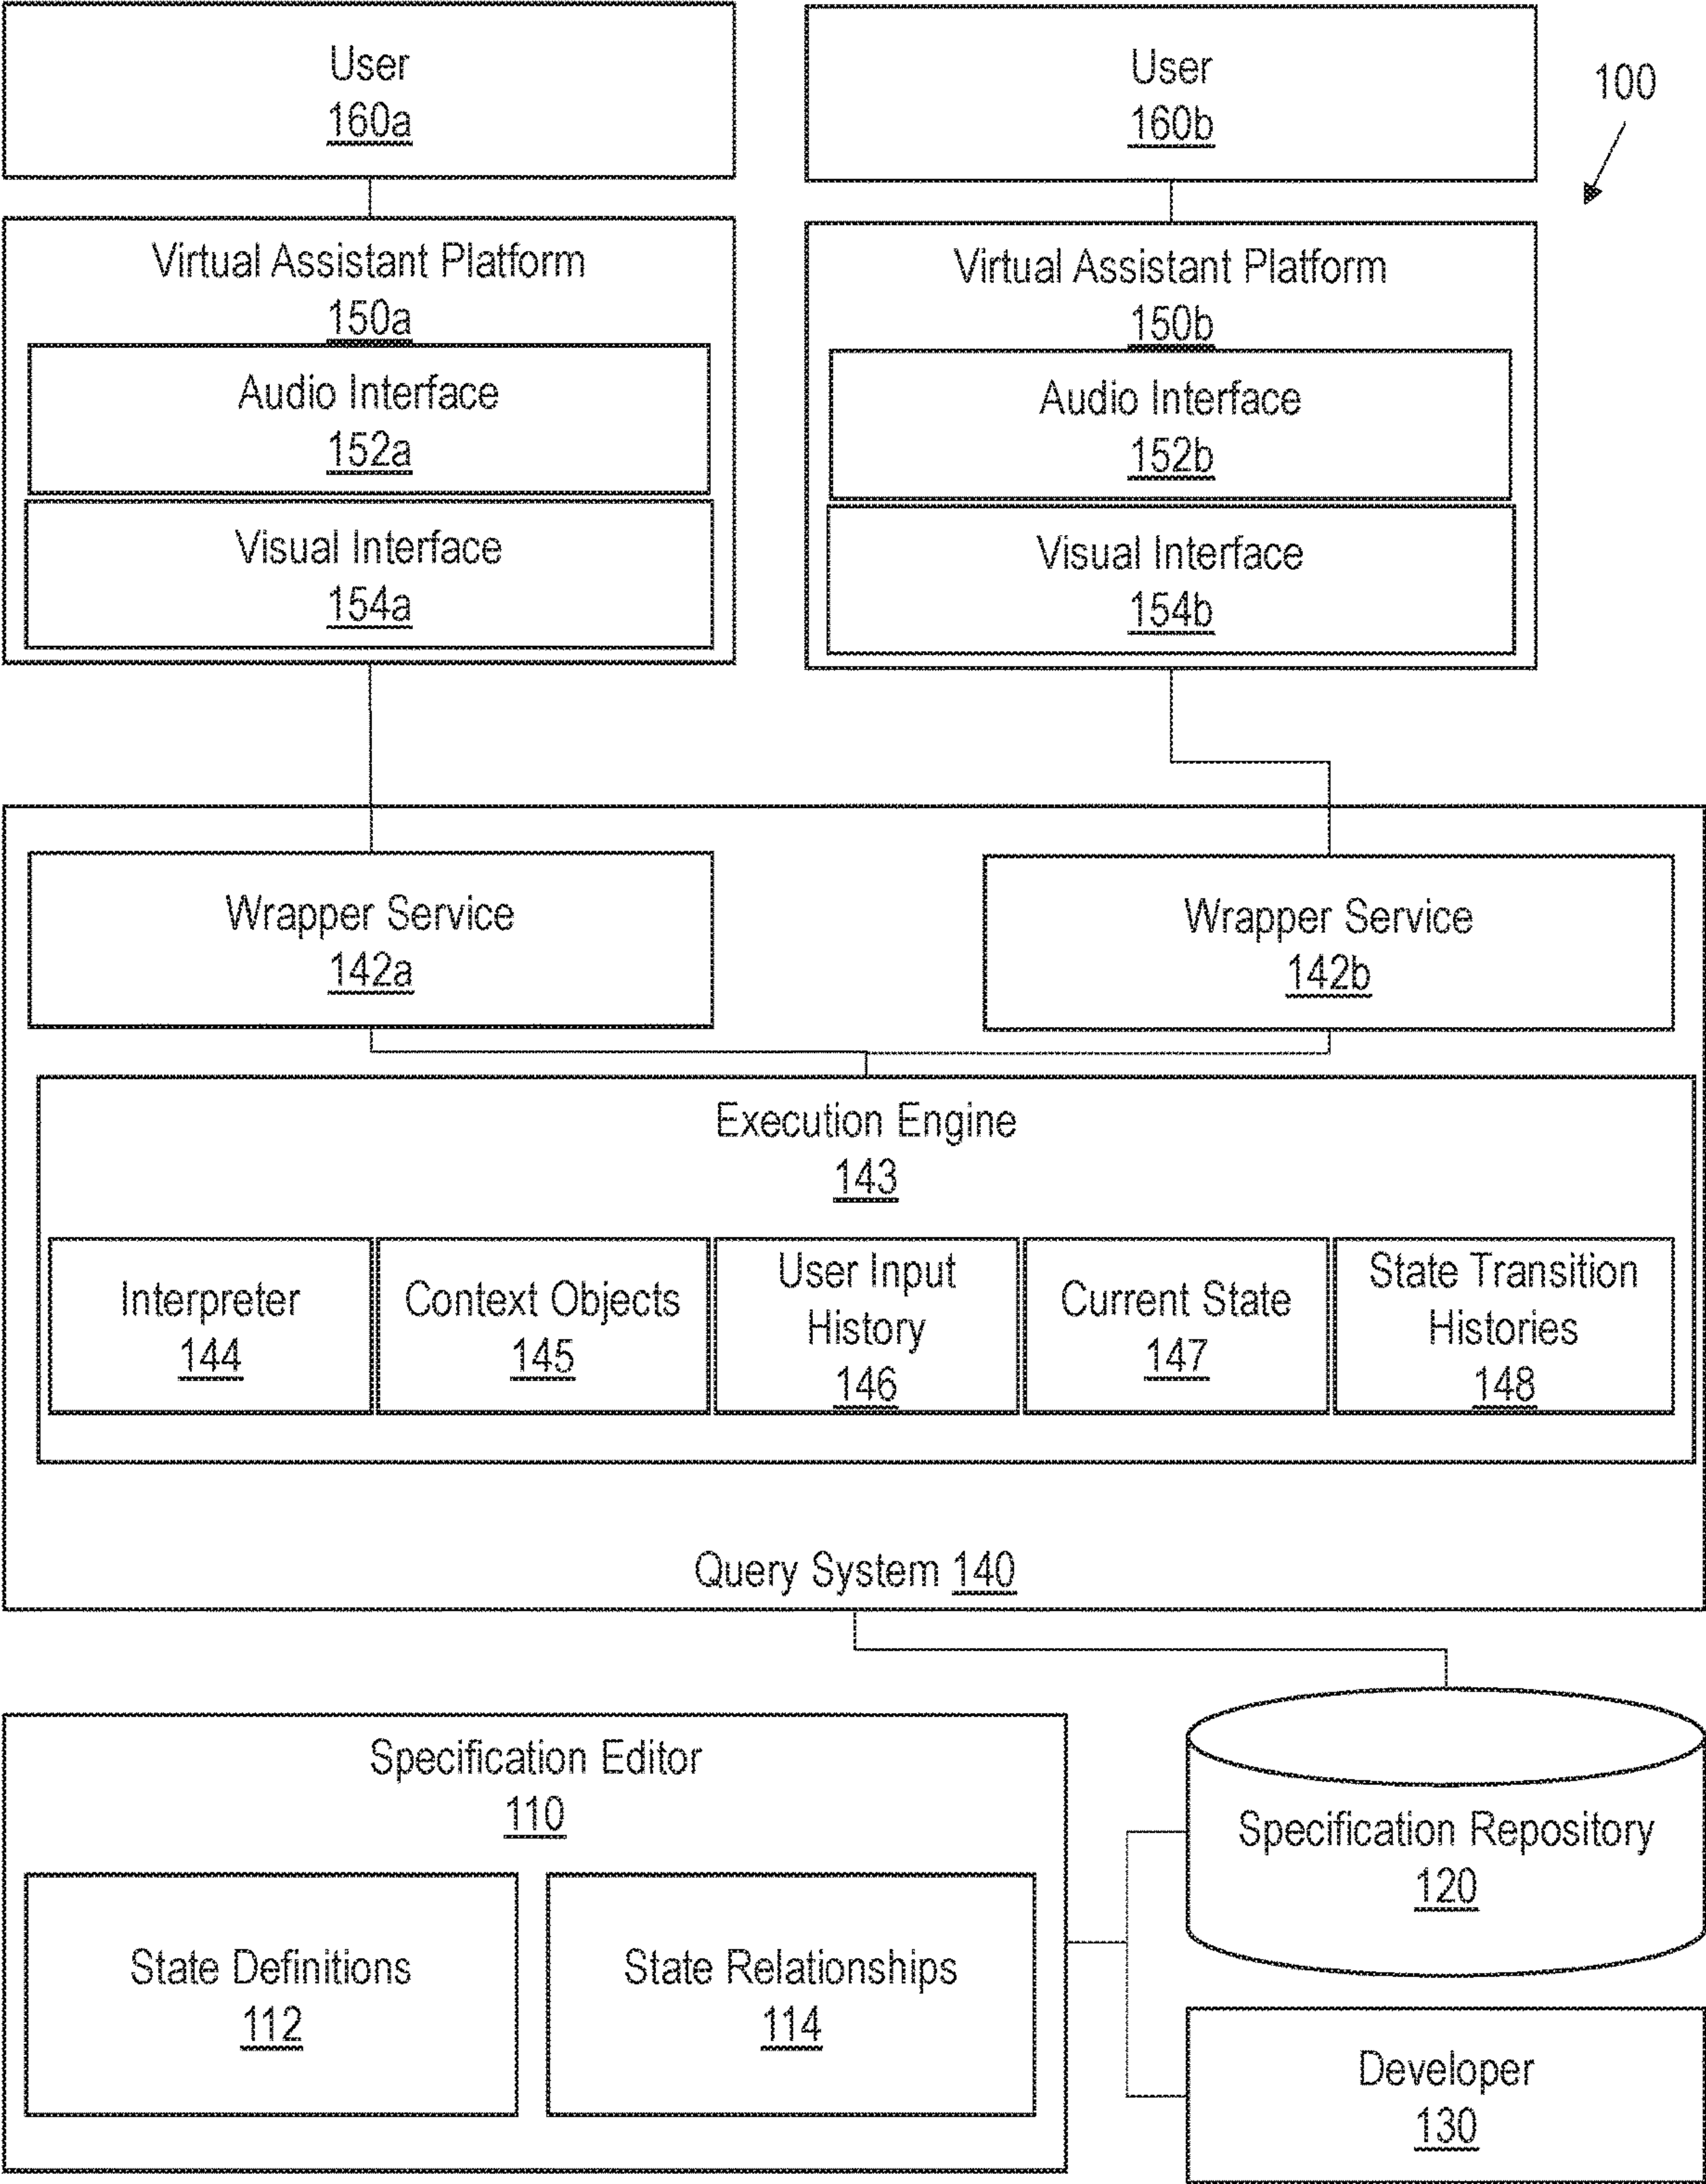 User
160a
User
160b
100
Virtual Assistant Platform
150a
Audio Interface
152a
Visual Interface
154a
Virtual Assistant Platform
150b
Audio Interface
152b
Visual Interface
154b
Wrapper Service
142a
Wrapper Service
142b
Execution Engine
143
Interpreter
144
Context Objects
145
User Input
History
146
Current State
147
State Transition
Histories
148
Query System 140
Specification Editor
110
State Definitions
112
State Relationships
114
Specification Repository
120
Developer
130